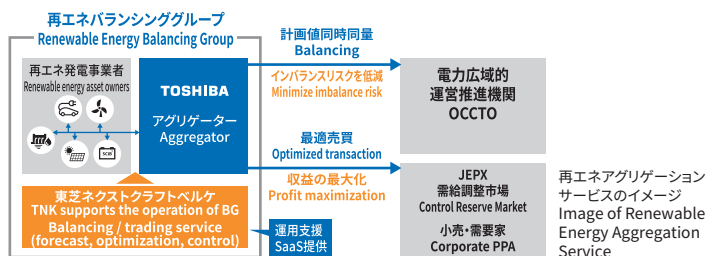 再エネバランシンググループ
Renewable Energy Balancing Group
再エネ発電事業者
Renewable energy asset owners
SCiB
TOSHIBA
アグリゲーター
Aggregator
東芝ネクストクラフトベルケ
TNK supports the operation of BG
Balancing / trading service
(forecast, optimization, control)
運用支援
SaaS提供
計画値同時同量
Balancing
インバランスリスクを低減
Minimize imbalance risk
最適売買
Optimized transaction
収益の最大化
Profit maximization
電力広域的
運営推進機関
OCCTO
JEPX
需給調整市場
Control Reserve Market
小売・需要家
Corporate PPA
再エネアグリゲーション
サービスのイメージ
Image of Renewable
Energy Aggregation
Service